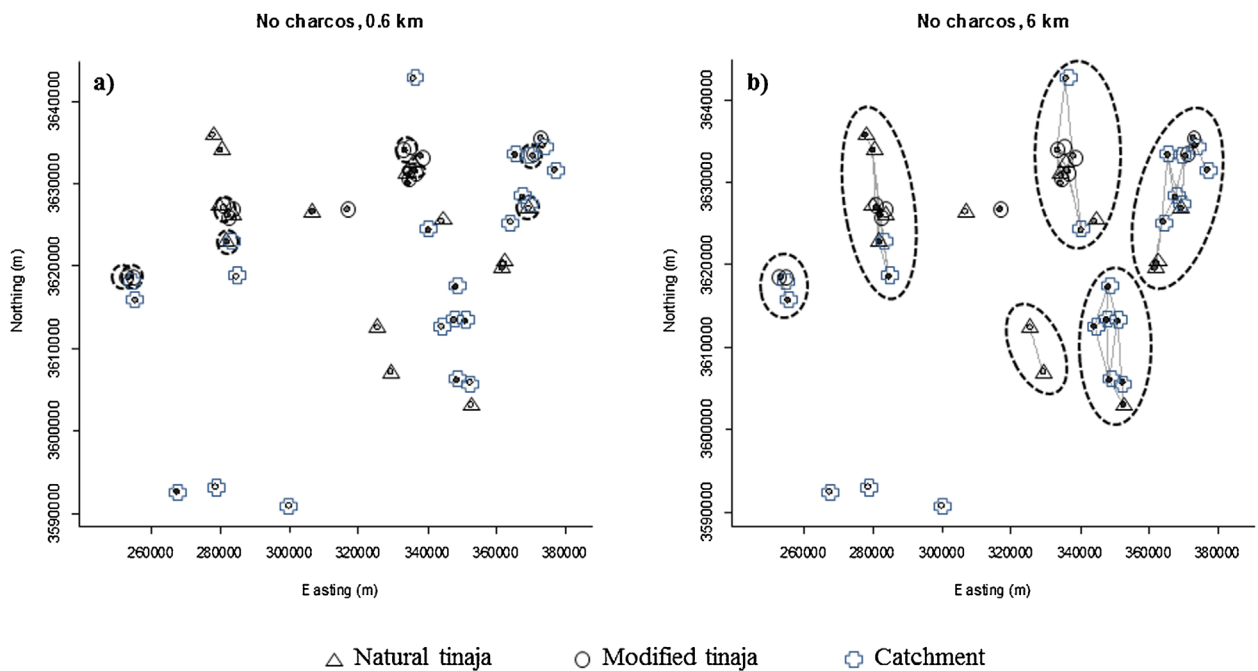 No charcos, 0.6 km
No charcos, 6 km
a)
3640000
3630000
3620000
3610000
3600000
3590000
Northing (m)
260000 280000 300000 320000 340000 360000 380000
Easting (m)
b)
3640000
3630000
3620000
3610000
3600000
3590000
Northing (m)
260000 280000 300000 320000 340000 360000 380000
Easting (m)
Natural tinaja Modified tinaja Catchment